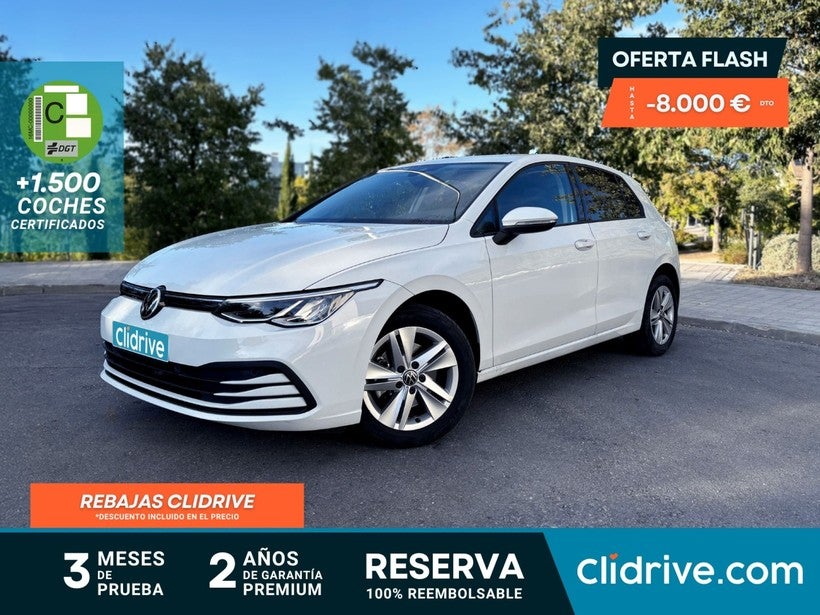 OFERTA FLASH
HASTA
-8.000 €
DTO
C
DGT
+1.500
COCHES
CERTIFICADOS
Clidrive
REBAJAS CLIDRIVE
*DESCUENTO INCLUIDO EN EL PRECIO
3 MESES
DE
PRUEBA
2 AÑOS
DE GARANTÍA
PREMIUM
RESERVA
100% REEMBOLSABLE
Clidrive.com